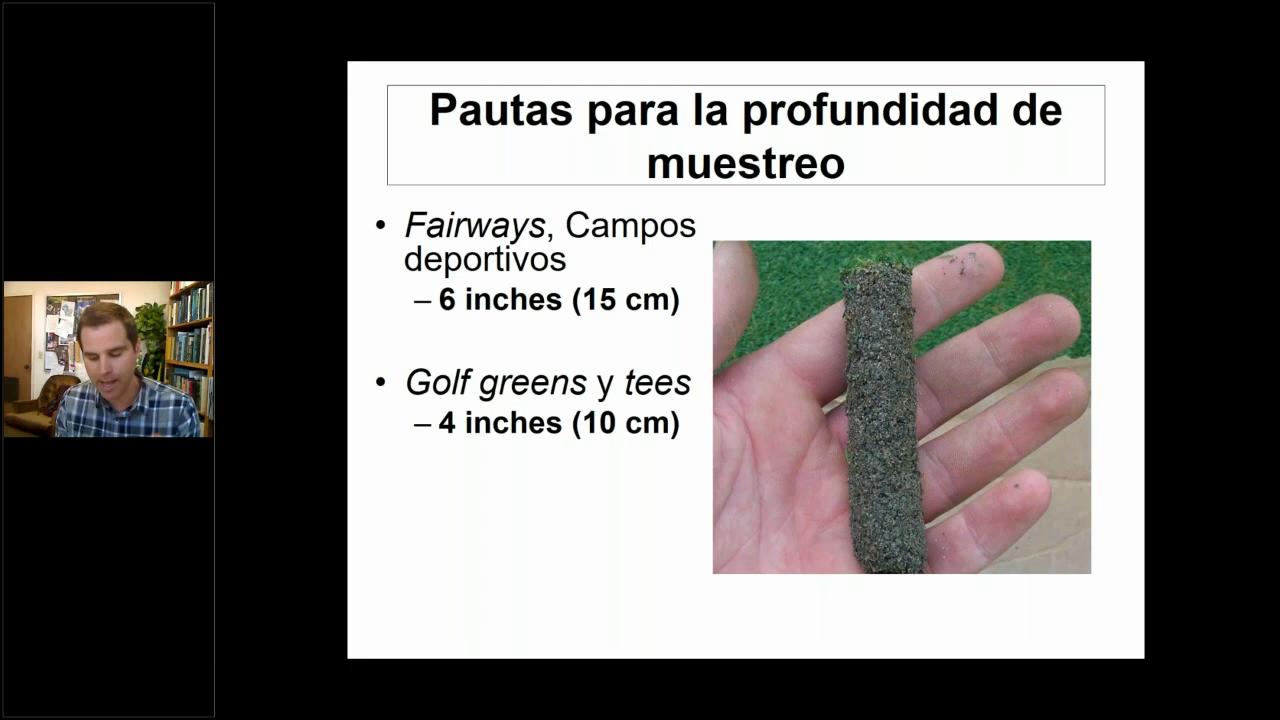 Pautas para la profundidad de
muestreo
• Fairways, Campos
deportivos
– 6 inches (15 cm)
• Golf greens y tees
– 4 inches (10 cm)